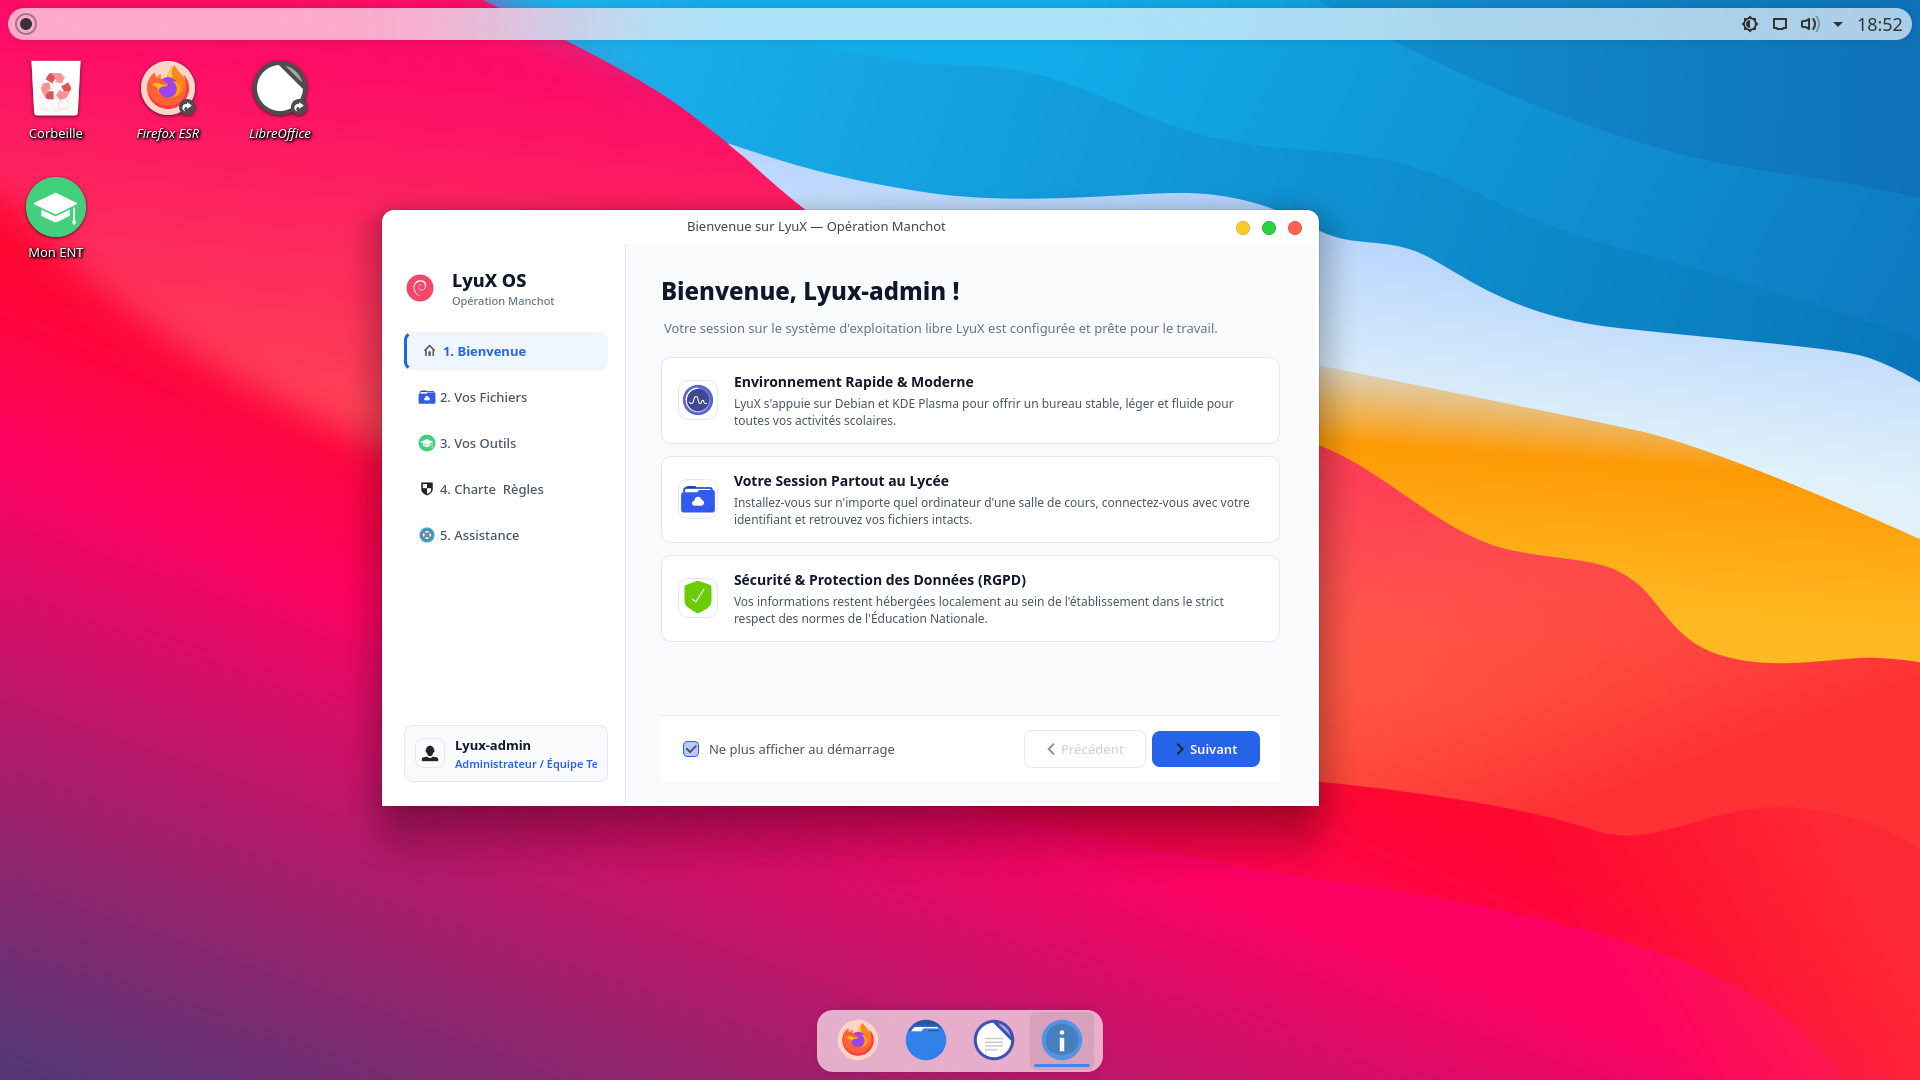 18:52
Corbeille
Firefox ESR
LibreOffice
Mon ENT
Bienvenue sur LyuX — Opération Manchot
LyuX OS
Opération Manchot
1. Bienvenue
2. Vos Fichiers
3. Vos Outils
4. Charte  Règles
5. Assistance
Lyux-admin
Administrateur / Équipe Te
Bienvenue, Lyux-admin !
Votre session sur le système d'exploitation libre LyuX est configurée et prête pour le travail.
Environnement Rapide & Moderne
LyuX s'appuie sur Debian et KDE Plasma pour offrir un bureau stable, léger et fluide pour
toutes vos activités scolaires.
Votre Session Partout au Lycée
Installez-vous sur n'importe quel ordinateur d'une salle de cours, connectez-vous avec votre
identifiant et retrouvez vos fichiers intacts.
Sécurité & Protection des Données (RGPD)
Vos informations restent hébergées localement au sein de l'établissement dans le strict
respect des normes de l'Éducation Nationale.
Ne plus afficher au démarrage
Précédent
Suivant